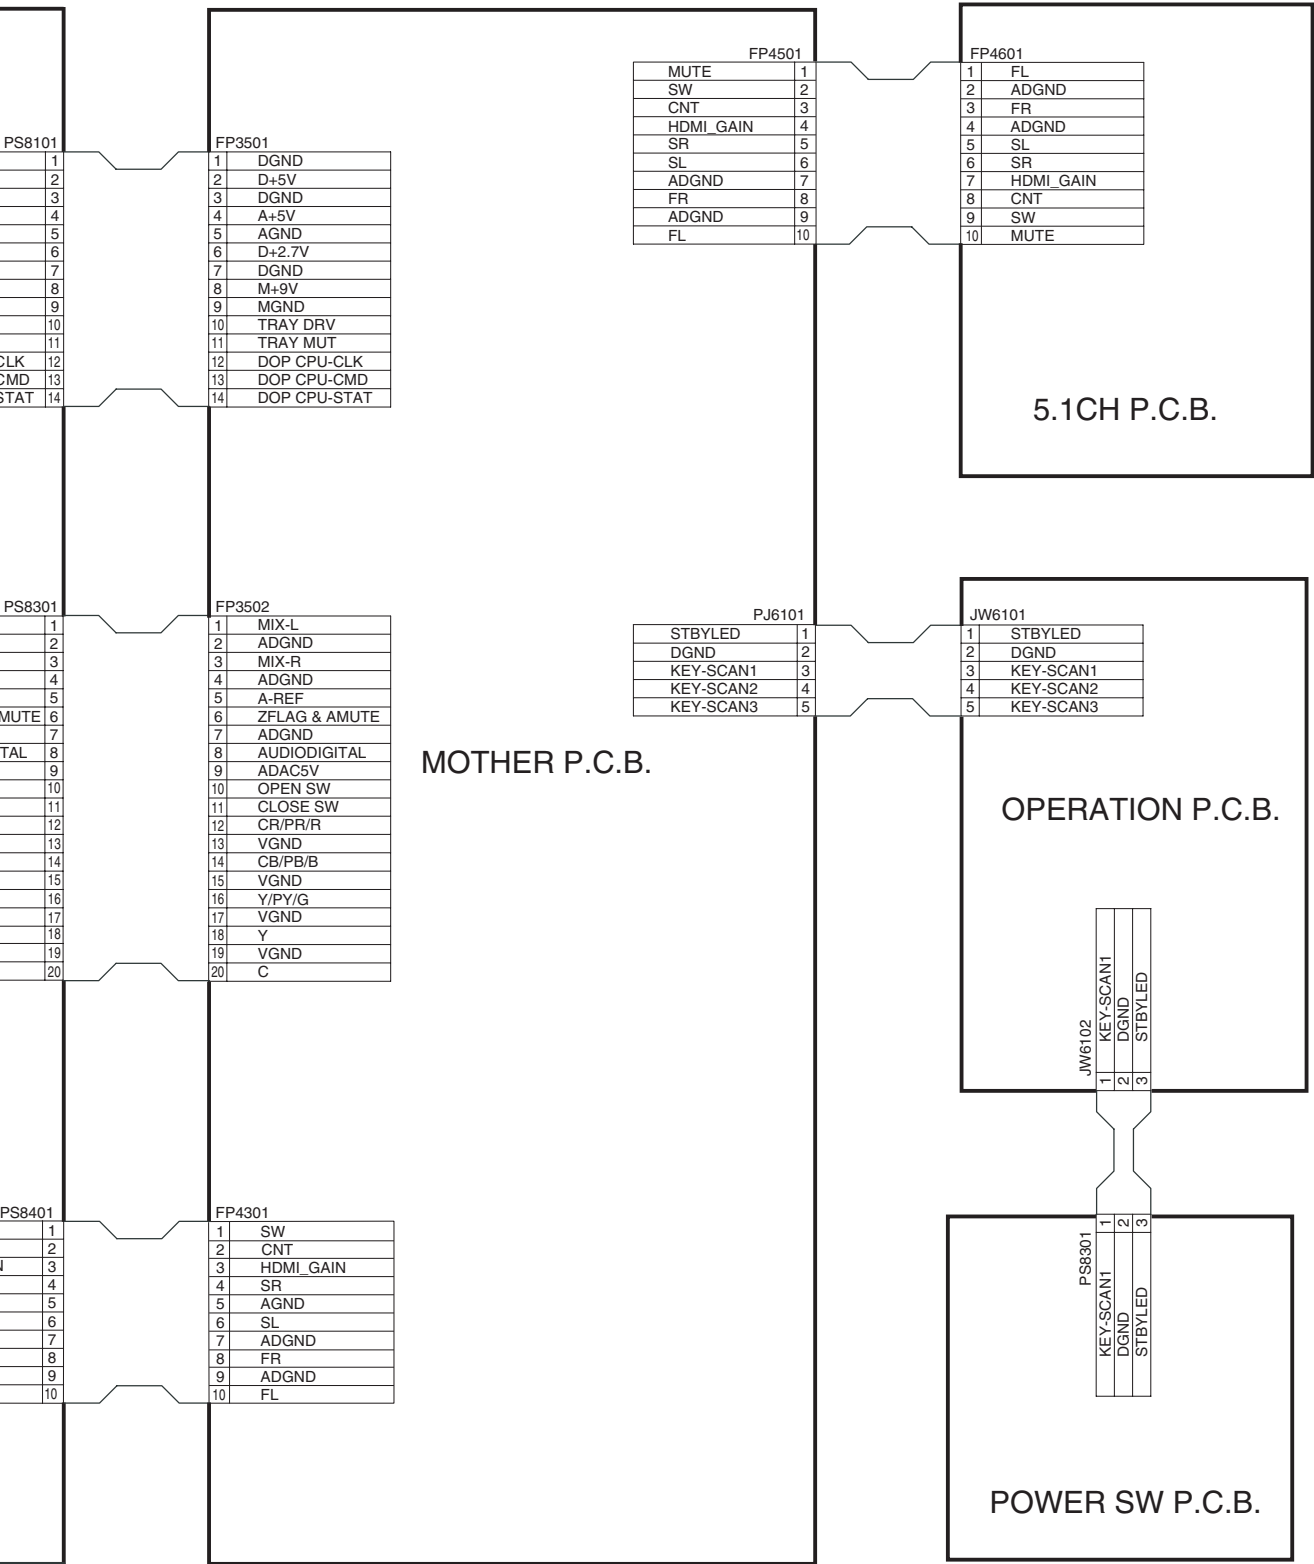 PS8101
1
2
3
4
5
6
7
8
9
10
11
CLK 12
CMD 13
STAT 14
FP3501
1 DGND
2 D+5V
3 DGND
4 A+5V
5 AGND
6 D+2.7V
7 DGND
8 M+9V
9 MGND
10 TRAY DRV
11 TRAY MUT
12 DOP CPU-CLK
13 DOP CPU-CMD
14 DOP CPU-STAT
FP4501
MUTE 1
SW 2
CNT 3
HDMI_GAIN 4
SR 5
SL 6
ADGND 7
FR 8
ADGND 9
FL 10
FP4601
1 FL
2 ADGND
3 FR
4 ADGND
5 SL
6 SR
7 HDMI_GAIN
8 CNT
9 SW
10 MUTE
5.1CH P.C.B.
PS8301
1
2
3
4
5
MUTE 6
7
TAL 8
9
10
11
12
13
14
15
16
17
18
19
20
FP3502
1 MIX-L
2 ADGND
3 MIX-R
4 ADGND
5 A-REF
6 ZFLAG & AMUTE
7 ADGND
8 AUDIODIGITAL
9 ADAC5V
10 OPEN SW
11 CLOSE SW
12 CR/PR/R
13 VGND
14 CB/PB/B
15 VGND
16 Y/PY/G
17 VGND
18 Y
19 VGND
20 C
MOTHER P.C.B.
PJ6101
STBYLED 1
DGND 2
KEY-SCAN1 3
KEY-SCAN2 4
KEY-SCAN3 5
JW6101
1 STBYLED
2 DGND
3 KEY-SCAN1
4 KEY-SCAN2
5 KEY-SCAN3
OPERATION P.C.B.
JW6102
1 KEY-SCAN1
2 DGND
3 STBYLED
PS8401
1
2
N 3
4
5
6
7
8
9
10
FP4301
1 SW
2 CNT
3 HDMI_GAIN
4 SR
5 AGND
6 SL
7 ADGND
8 FR
9 ADGND
10 FL
PS8301
KEY-SCAN1 1
DGND 2
STBYLED 3
POWER SW P.C.B.